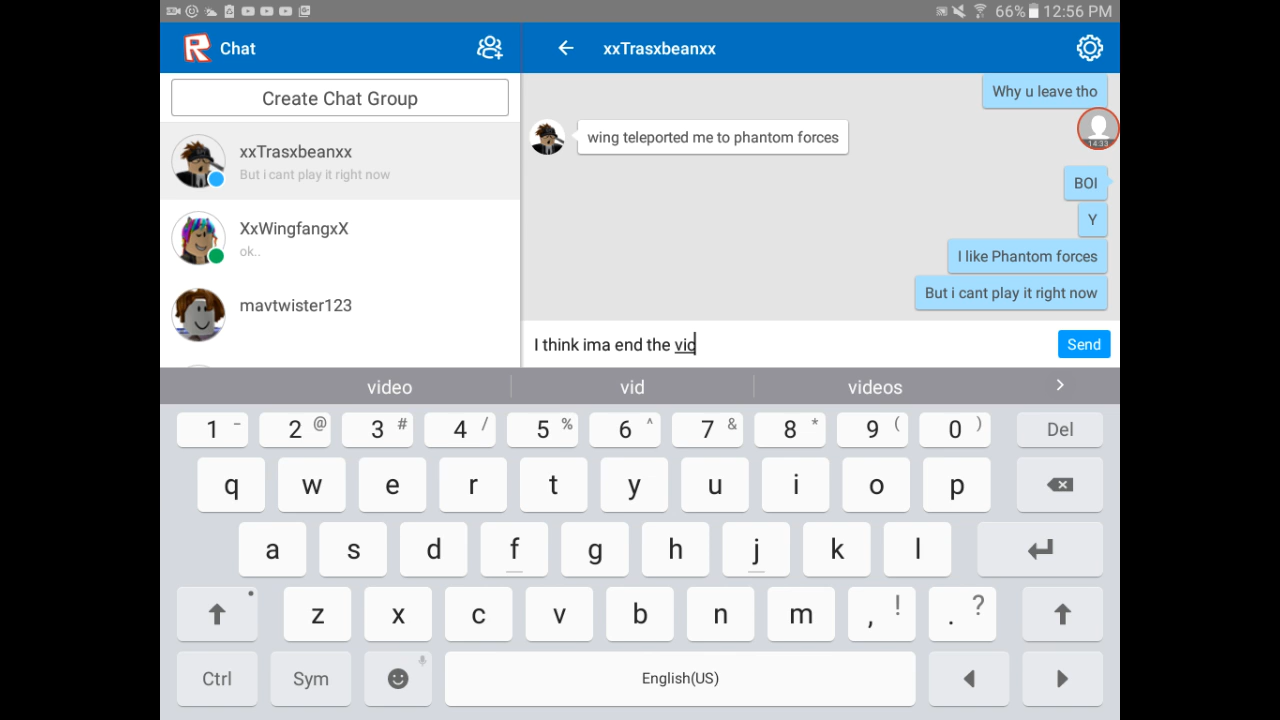 66% 12:56 PM
Chat
xxTrasxbeanxx
Create Chat Group
xxTrasxbeanxx
But i cant play it right now
XxWingfangxX
ok..
mavtwister123
Why u leave tho
14:33
wing teleported me to phantom forces
BOI
Y
I like Phantom forces
But i cant play it right now
I think ima end the vid
Send
video vid videos
1 - 2 @ 3 # 4 / 5 % 6 ^ 7 & 8 * 9 ( 0 ) Del
q w e r t y u i o p
a s d f g h j k l
z x c v b n m , ! . ?
Ctrl Sym English(US)